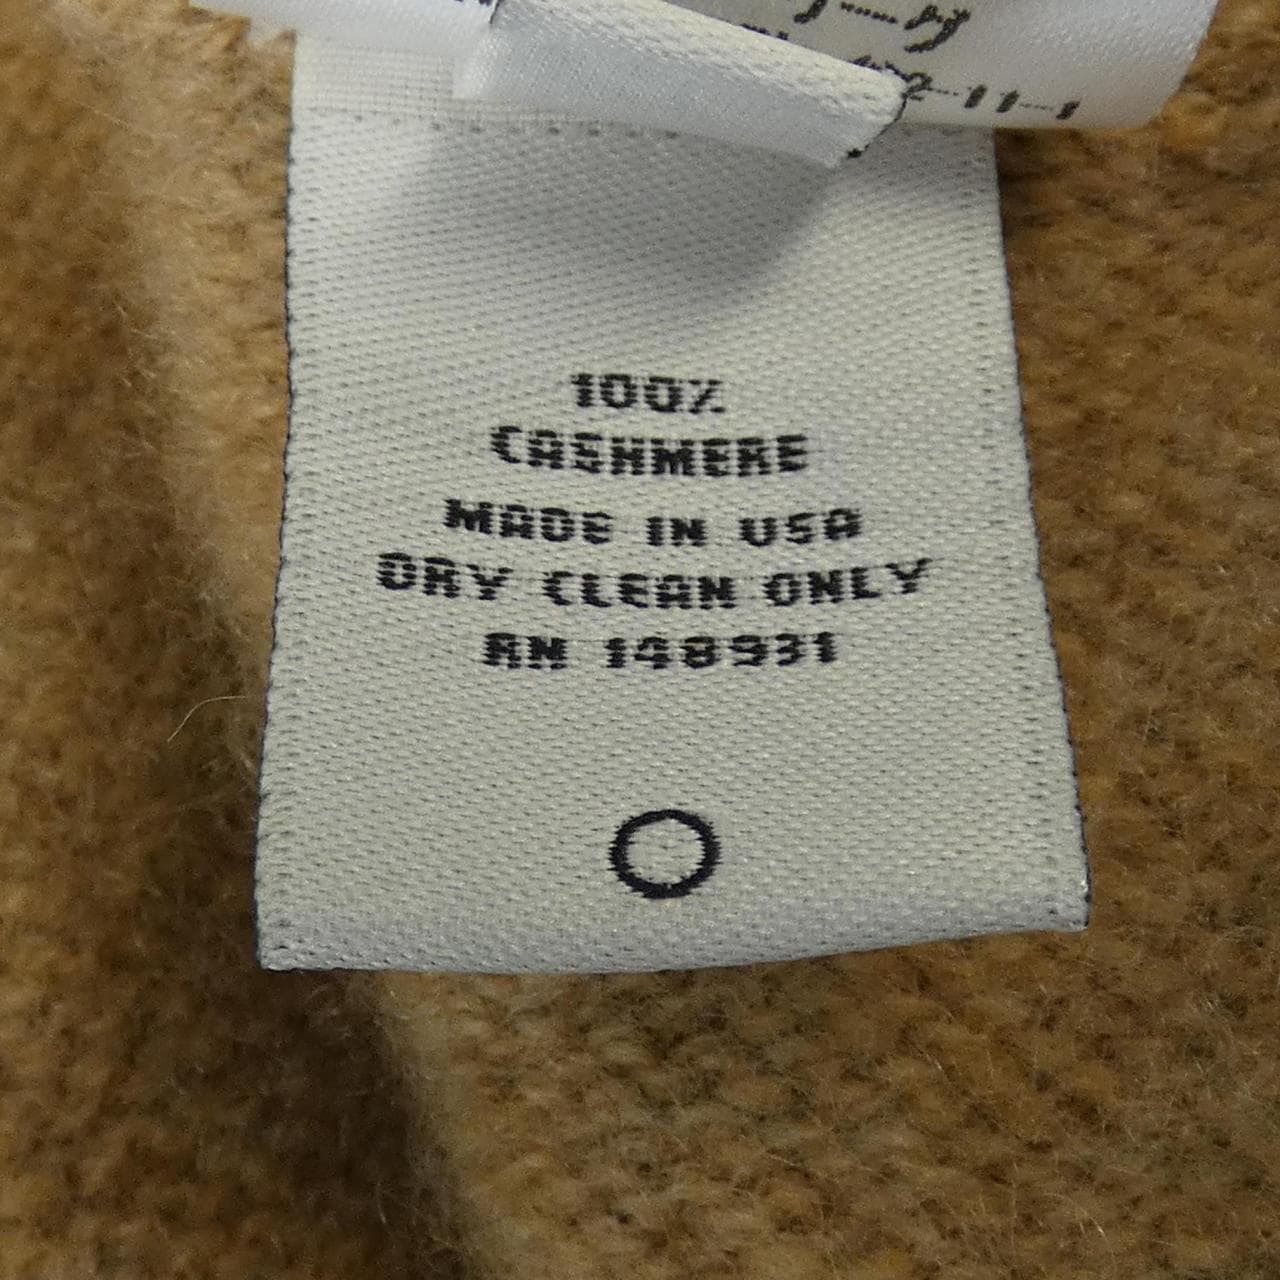 100%
CASHMERE
MADE IN USA
DRY CLEAN ONLY
RN 148931